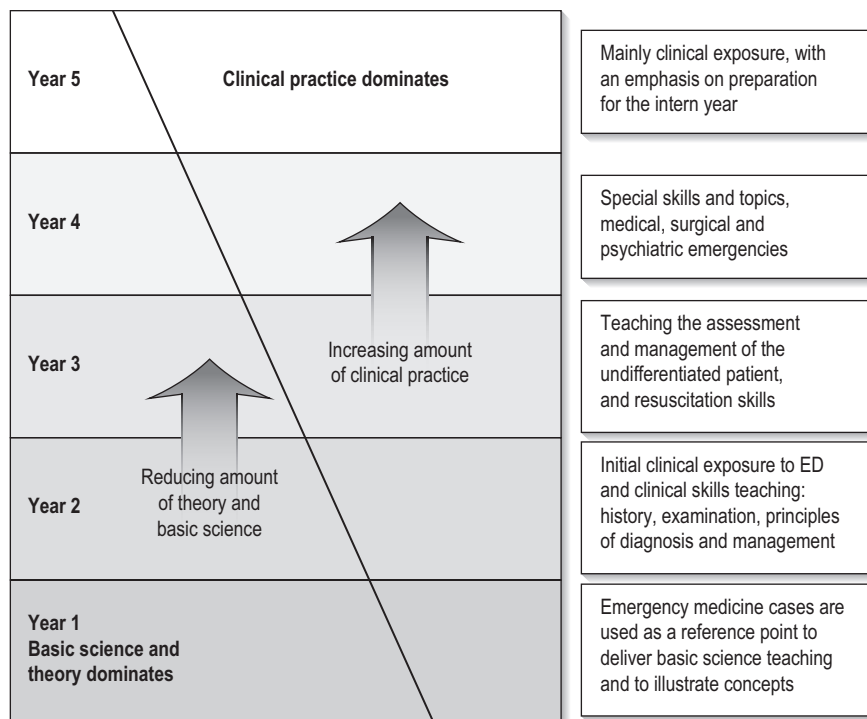 Year 5
Clinical practice dominates
Mainly clinical exposure, with
an emphasis on preparation
for the intern year
Year 4
Special skills and topics,
medical, surgical and
psychiatric emergencies
Year 3
Increasing amount
of clinical practice
Teaching the assessment
and management of the
undifferentiated patient,
and resuscitation skills
Year 2
Reducing amount
of theory and
basic science
Initial clinical exposure to ED
and clinical skills teaching:
history, examination, principles
of diagnosis and management
Year 1
Basic science and
theory dominates
Emergency medicine cases are
used as a reference point to
deliver basic science teaching
and to illustrate concepts